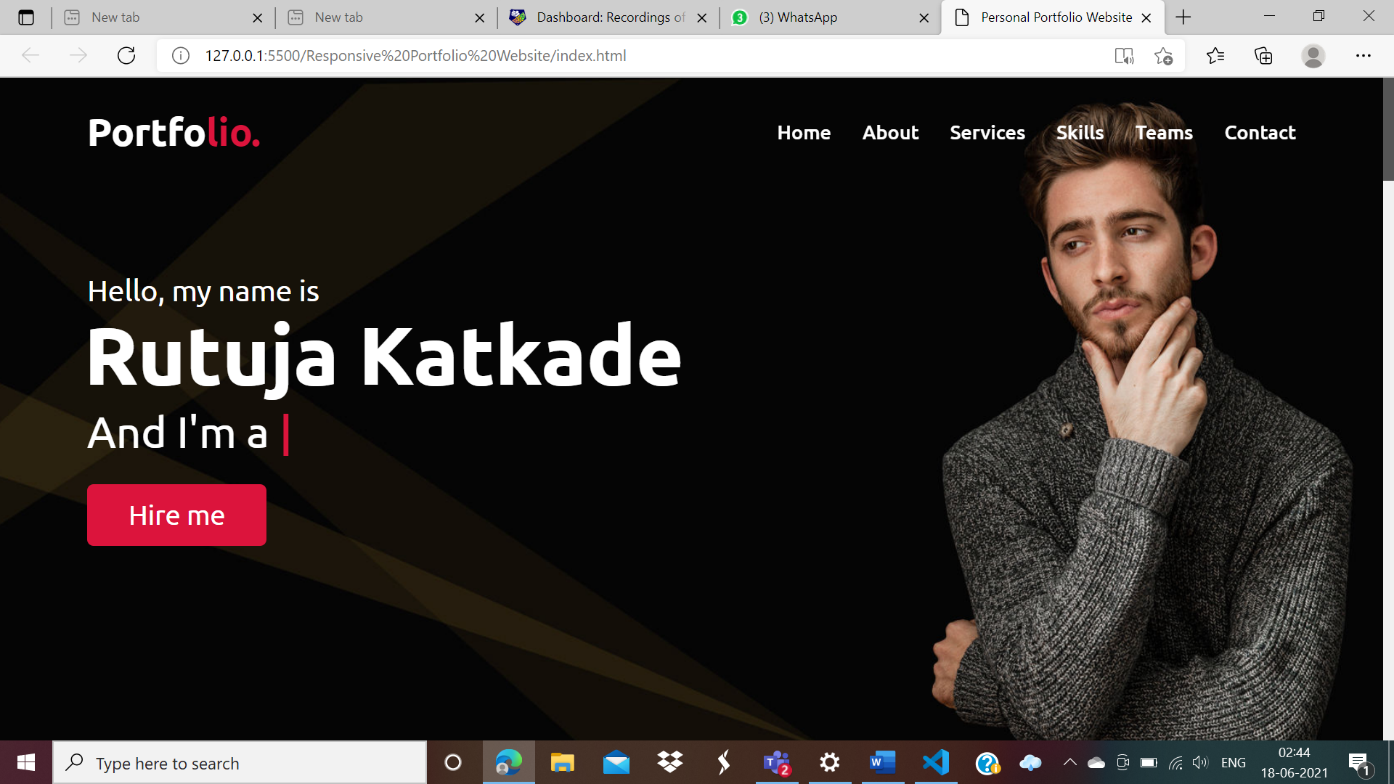 New tab
New tab
Dashboard: Recordings of
(3) WhatsApp
Personal Portfolio Website
127.0.0.1:5500/Responsive%20Portfolio%20Website/index.html
Portfolio.
Home
About
Services
Skills
Teams
Contact
Hello, my name is
Rutuja Katkade
And I'm a
Hire me
Type here to search
2
ENG
02:44
18-06-2021
1